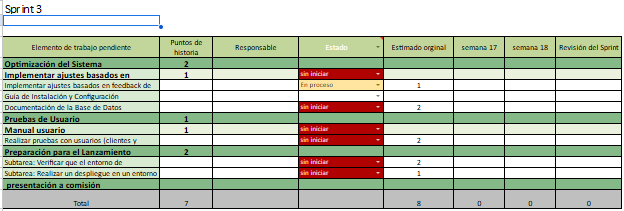 Sprint 3
Elemento de trabajo pendiente Puntos de historia Responsable Estado Estimado orginal semana 17 semana 18 Revisión del Sprint
Optimización del Sistema 2
Implementar ajustes basados en 1 sin iniciar
Implementar ajustes basados en feedback de En proceso 1
Guía de Instalación y Configuración
Documentación de la Base de Datos sin iniciar 2
Pruebas de Usuario 1
Manual usuario 1 sin iniciar
Realizar pruebas con usuarios (clientes y sin iniciar 2
Preparación para el Lanzamiento 2
Subtarea: Verificar que el entorno de sin iniciar 2
Subtarea: Realizar un despliegue en un entorno sin iniciar 1
presentación a comisión
Total 7 8 0 0 0